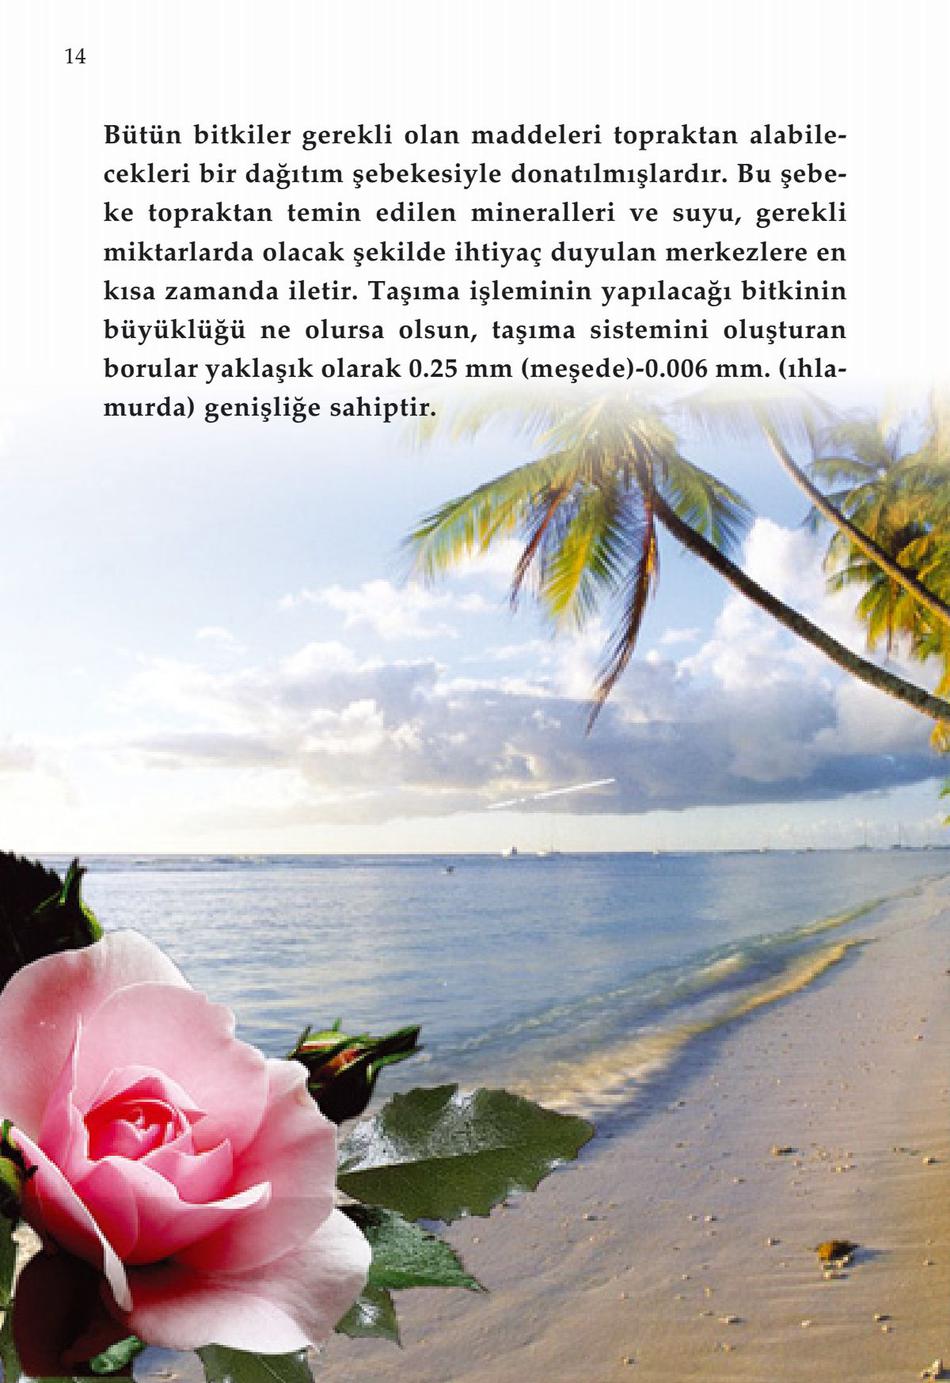 14
Bütün bitkiler gerekli olan maddeleri topraktan alabile-
cekleri bir dağıtım şebekesiyle donatılmışlardır. Bu şebe-
ke topraktan temin edilen mineralleri ve suyu, gerekli
miktarlarda olacak şekilde ihtiyaç duyulan merkezlere en
kısa zamanda iletir. Taşıma işleminin yapılacağı bitkinin
büyüklüğü ne olursa olsun, taşıma sistemini oluşturan
borular yaklaşık olarak 0.25 mm (meşede)-0.006 mm. (ıhla-
murda) genişliğe sahiptir.